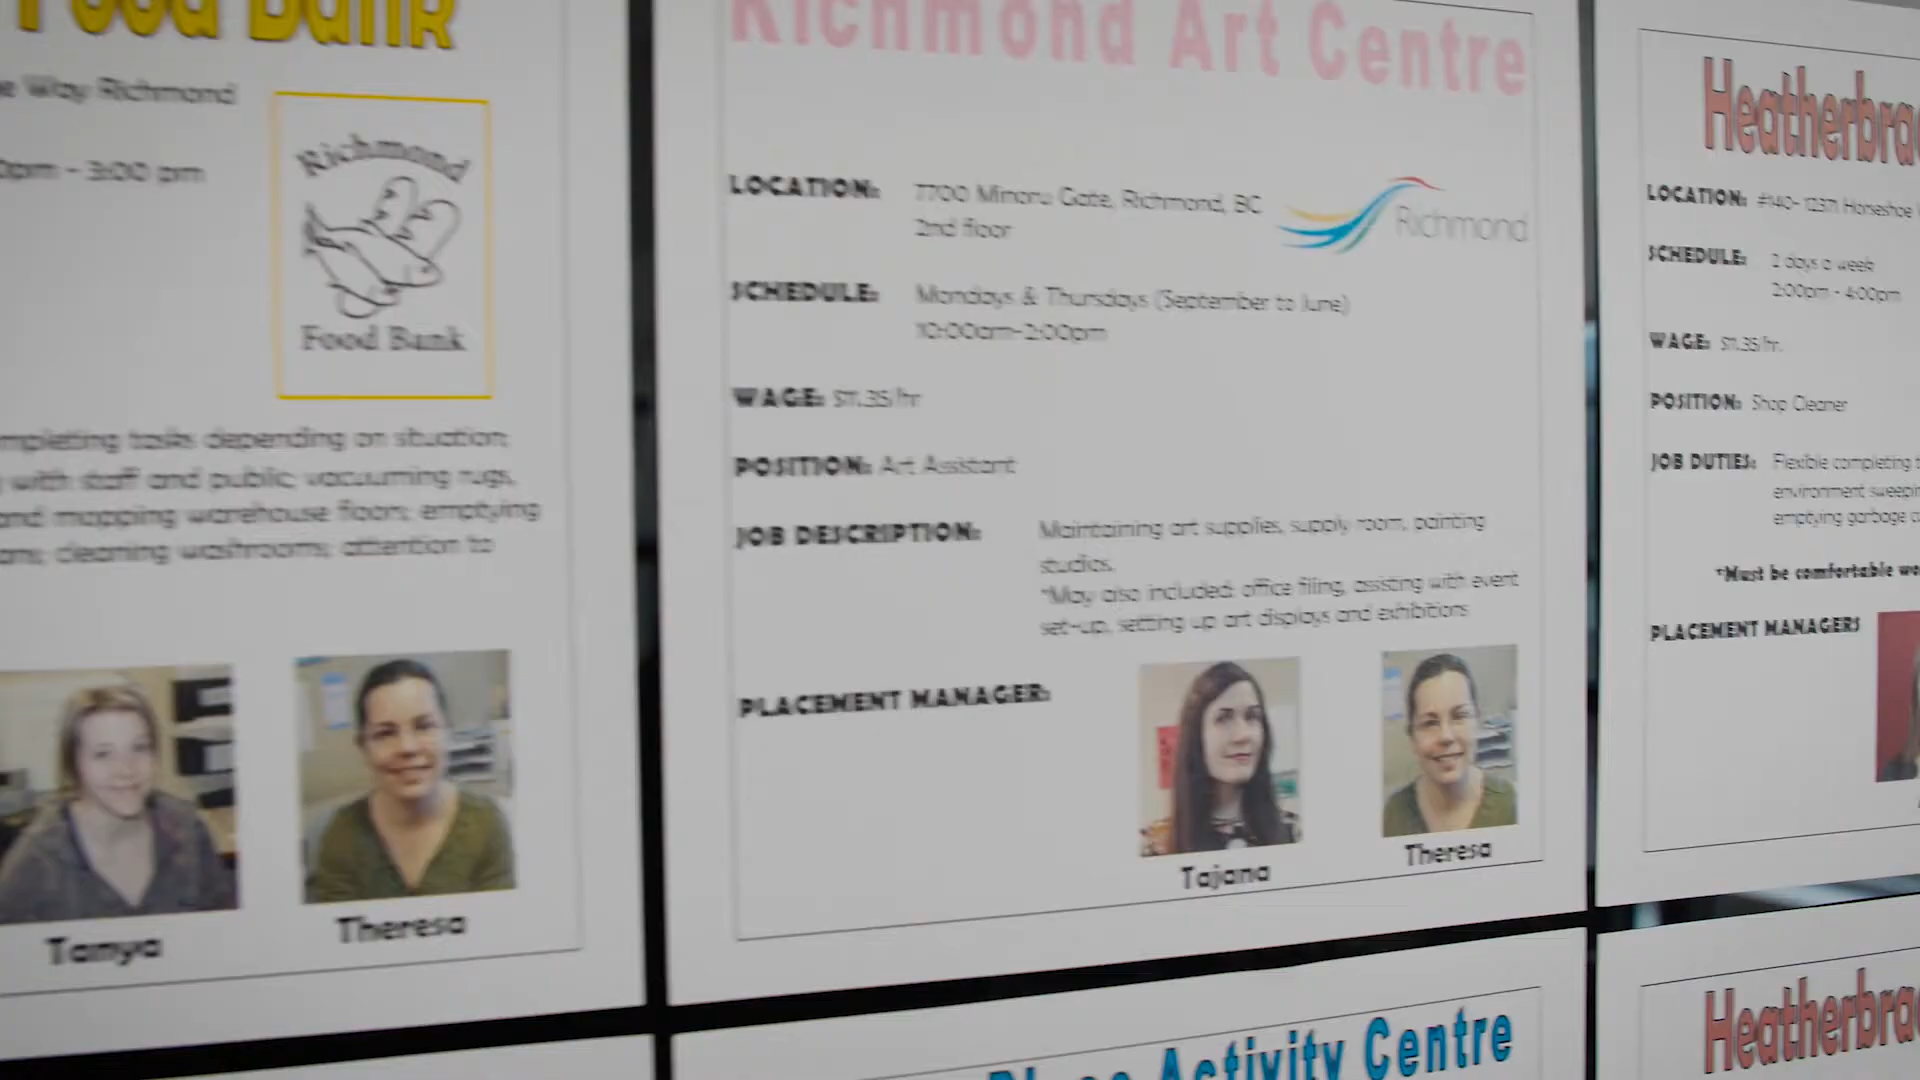 Food Bank
Way Richmond
0pm - 3:00 pm
Richmond
Food Bank
mpleting tasks depending on situation;
with staff and public; vacuuming rugs,
and mopping warehouse floors; emptying
cleaning washrooms; attention to
Tanya
Theresa
Richmond Art Centre
LOCATION: 7700 Minoru Gate, Richmond, BC
2nd floor
Richmond
SCHEDULE: Mondays & Thursdays (September to June)
10:00am-2:00pm
WAGE: $11.35/hr
POSITION: Art Assistant
JOB DESCRIPTION: Maintaining art supplies, supply room, painting
studios.
*May also included: office filing, assisting with event
set-up, setting up art displays and exhibitions
PLACEMENT MANAGER:
Tajana
Theresa
Heatherbra
LOCATION: #140- 12371 Horseshoe
SCHEDULE: 2 days a week
2:00pm - 4:00pm
WAGE: $11.35/hr.
POSITION: Shop Cleaner
JOB DUTIES: Flexible completing
environment sweepin
emptying garbage
*Must be comfortable wo
PLACEMENT MANAGERS
Activity Centre
Heatherbra